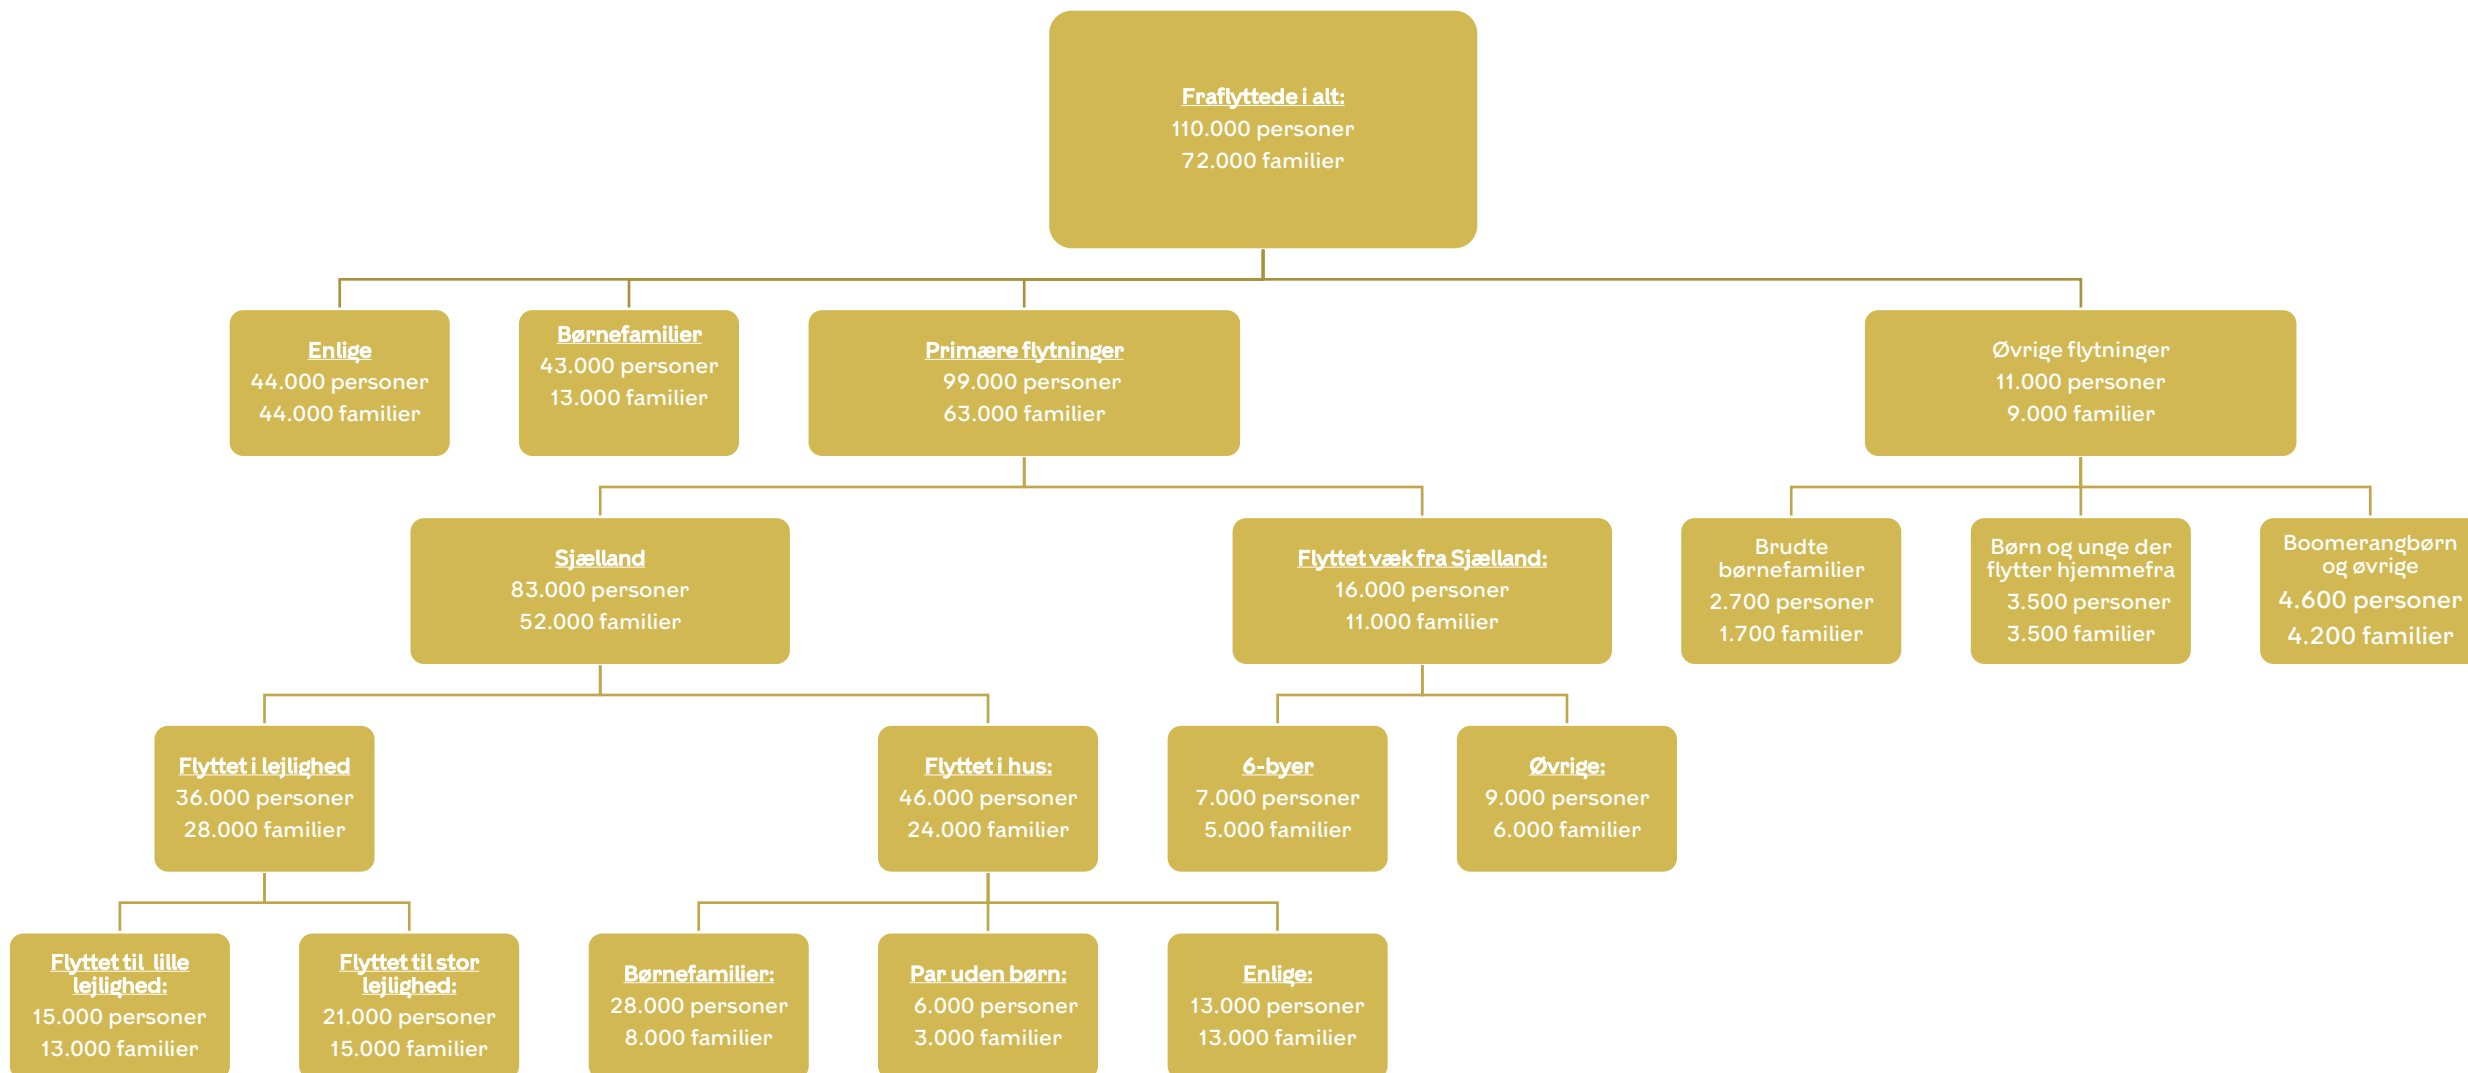 Fraflyttede i alt:
110.000 personer
72.000 familier
Enlige
44.000 personer
44.000 familier
Børnefamilier
43.000 personer
13.000 familier
Primære flytninger
99.000 personer
63.000 familier
Øvrige flytninger
11.000 personer
9.000 familier
Sjælland
83.000 personer
52.000 familier
Flyttet væk fra Sjælland:
16.000 personer
11.000 familier
Brudte
børnefamilier
2.700 personer
1.700 familier
Børn og unge der
flytter hjemmefra
3.500 personer
3.500 familier
Boomerangbørn
og øvrige
4.600 personer
4.200 familier
Flyttet i lejlighed
36.000 personer
28.000 familier
Flyttet i hus:
46.000 personer
24.000 familier
6-byer
7.000 personer
5.000 familier
Øvrige:
9.000 personer
6.000 familier
Flyttet til  lille
lejlighed:
15.000 personer
13.000 familier
Flyttet til stor
lejlighed:
21.000 personer
15.000 familier
Børnefamilier:
28.000 personer
8.000 familier
Par uden børn:
6.000 personer
3.000 familier
Enlige:
13.000 personer
13.000 familier